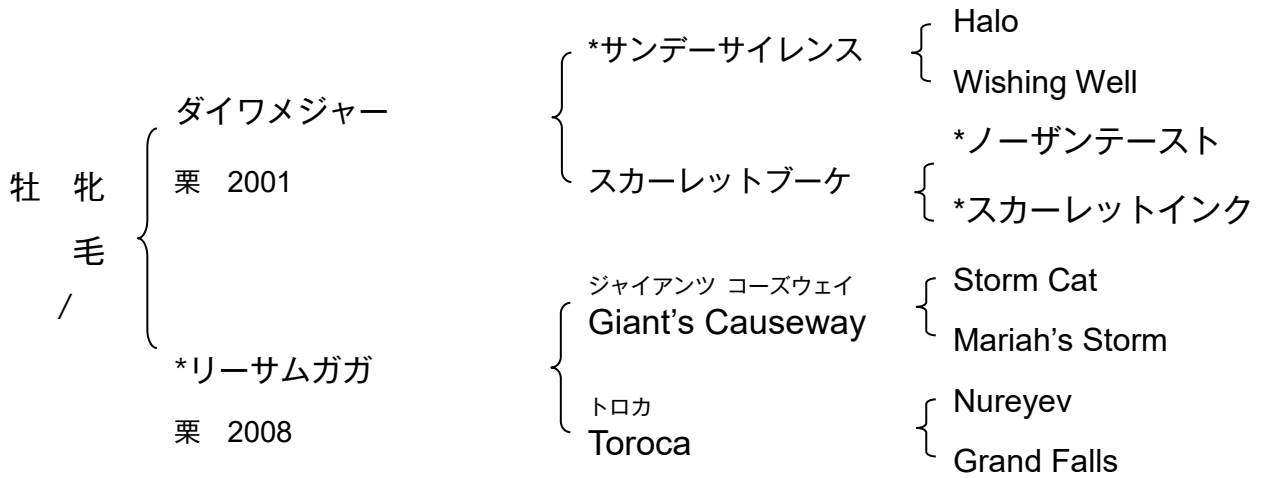 牡　牝
毛
/
ダイワメジャー
栗　2001
*リーサムガガ
栗　2008
*サンデーサイレンス
スカーレットブーケ
ジャイアンツ コーズウェイ
Giant’s Causeway
トロカ
Toroca
Halo
Wishing Well
*ノーザンテースト
*スカーレットインク
Storm Cat
Mariah’s Storm
Nureyev
Grand Falls